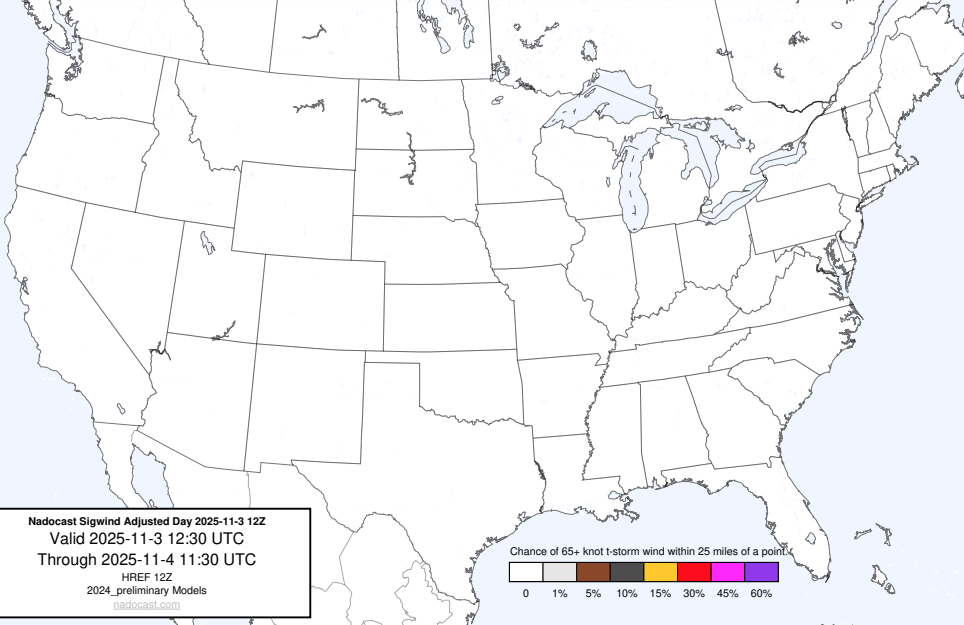 Nadocast Sigwind Adjusted Day 2025-11-3 12Z
Valid 2025-11-3 12:30 UTC
Through 2025-11-4 11:30 UTC
HREF 12Z
2024_preliminary Models
nadocast.com
Chance of 65+ knot t-storm wind within 25 miles of a point.
0 1% 5% 10% 15% 30% 45% 60%